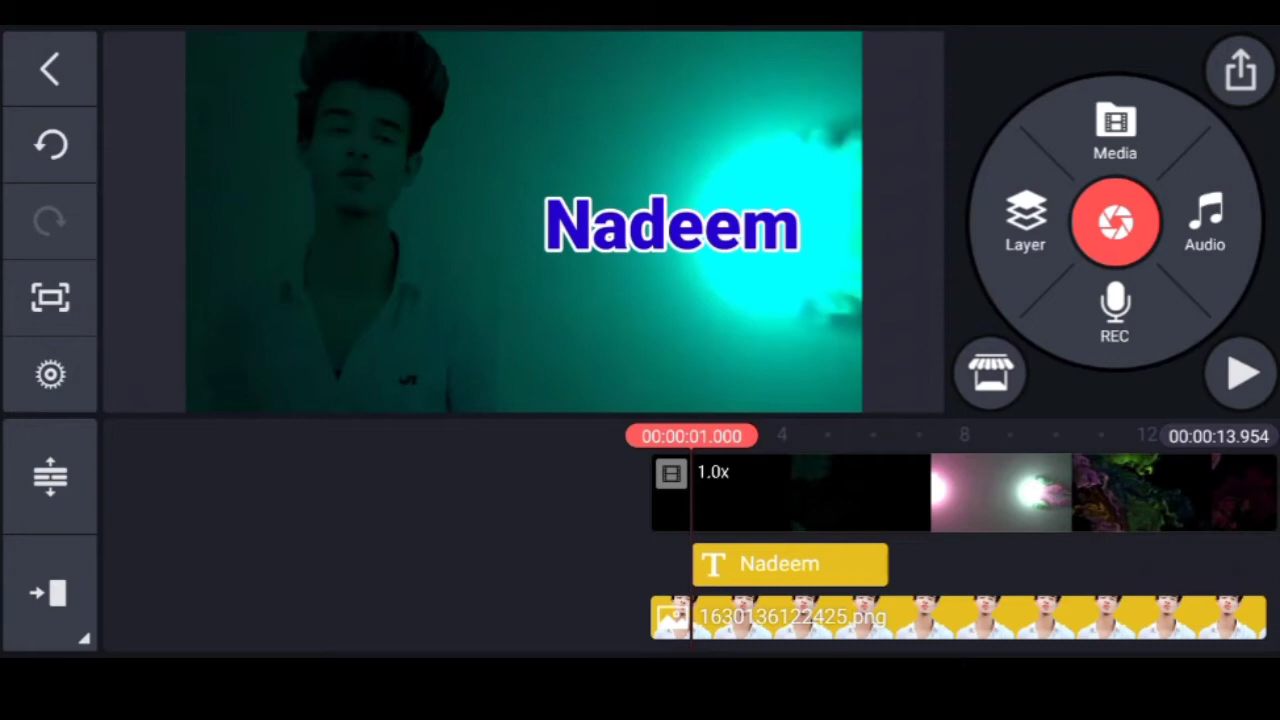 Media
Nadeem
Layer
Audio
REC
00:00:01.000
4
8
12
00:00:13.954
1.0x
T Nadeem
1630136122425.png